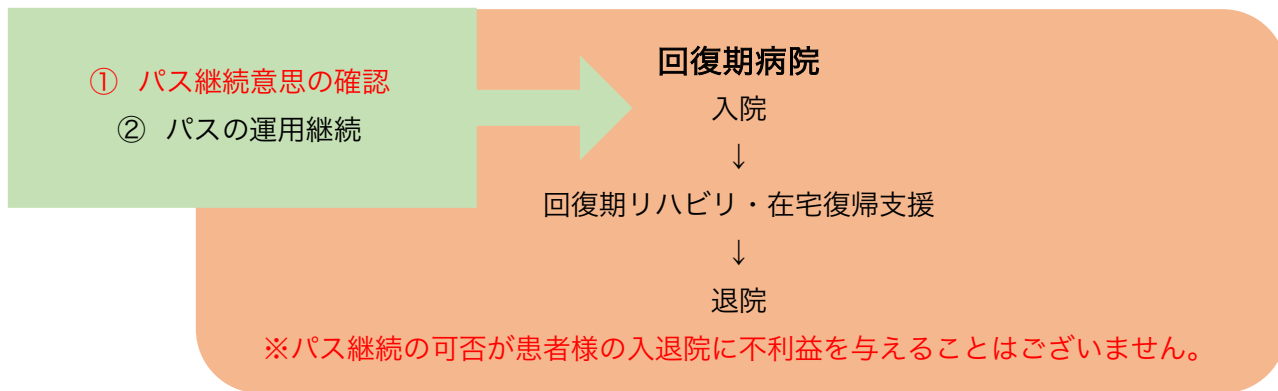 ① パス継続意思の確認
② パスの運用継続
回復期病院
入院
↓
回復期リハビリ・在宅復帰支援
↓
退院
※パス継続の可否が患者様の入退院に不利益を与えることはございません。